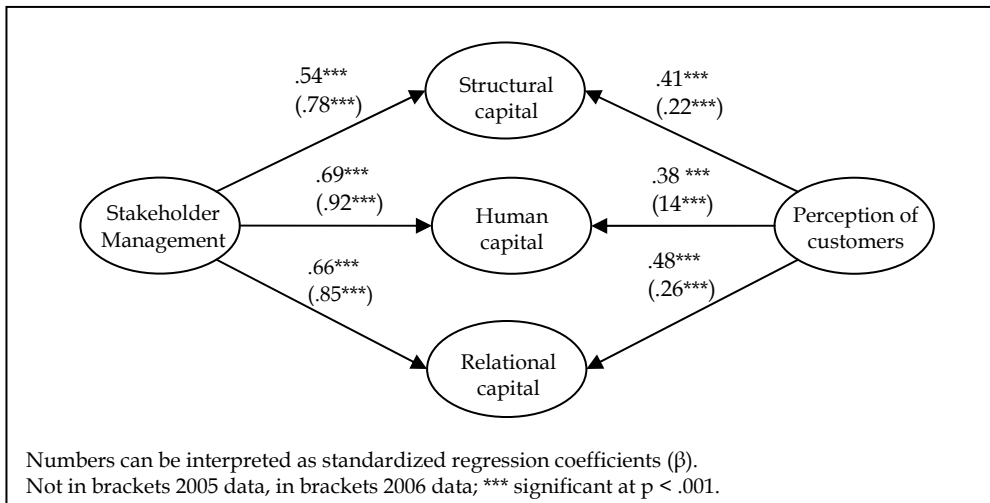 .54***
(.78***)
Structural
capital
.41***
(.22***)
.69***
(.92***)
.38 ***
(14***)
Stakeholder
Management
Human
capital
Perception of
customers
.66***
(.85***)
.48***
(.26***)
Relational
capital
Numbers can be interpreted as standardized regression coefficients (β).
Not in brackets 2005 data, in brackets 2006 data; *** significant at p < .001.